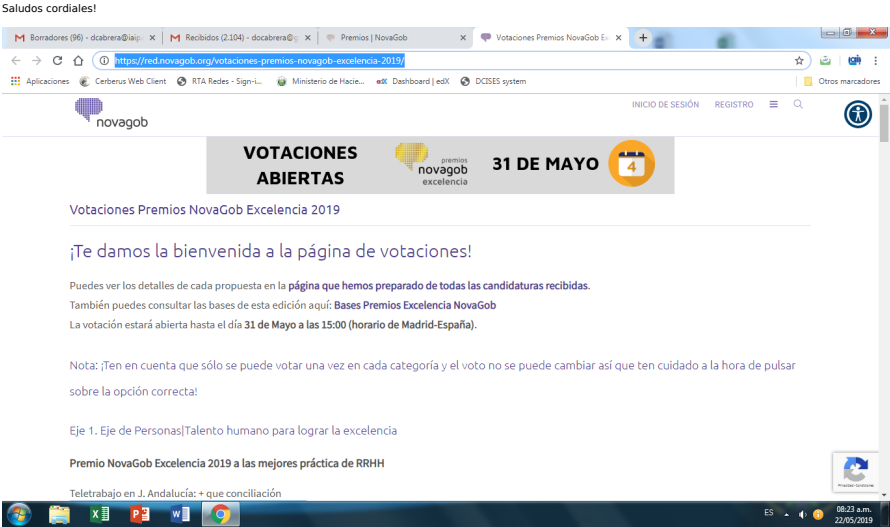 Saludos cordiales!
Borradores (96) - dcabrera@iaip.
Recibidos (2.104) - docabrera@g
Premios | NovaGob
Votaciones Premios NovaGob Ex
https://red.novagob.org/votaciones-premios-novagob-excelencia-2019/
Aplicaciones
Cerberus Web Client
RTA Redes - Sign-i...
Ministerio de Hacie...
Dashboard | edX
DCISES system
Otros marcadores
novagob
INICIO DE SESIÓN
REGISTRO
VOTACIONES
ABIERTAS
premios
novagob
excelencia
31 DE MAYO
4
Votaciones Premios NovaGob Excelencia 2019
¡Te damos la bienvenida a la página de votaciones!
Puedes ver los detalles de cada propuesta en la página que hemos preparado de todas las candidaturas recibidas.
También puedes consultar las bases de esta edición aquí: Bases Premios Excelencia NovaGob
La votación estará abierta hasta el día 31 de Mayo a las 15:00 (horario de Madrid-España).
Nota: ¡Ten en cuenta que sólo se puede votar una vez en cada categoría y el voto no se puede cambiar así que ten cuidado a la hora de pulsar
sobre la opción correcta!
Eje 1. Eje de Personas|Talento humano para lograr la excelencia
Premio NovaGob Excelencia 2019 a las mejores práctica de RRHH
Teletrabajo en J. Andalucía: + que conciliación
Privacidad - Condiciones
ES
08:23 a.m.
22/05/2019